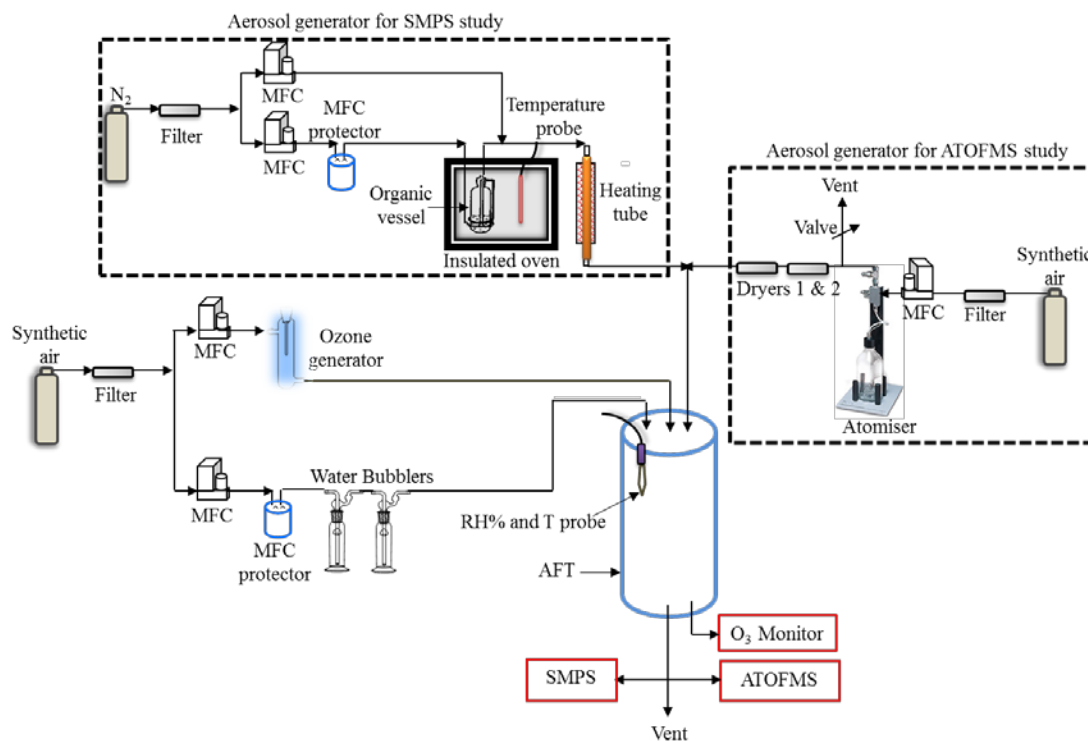 Aerosol generator for SMPS study
N2
Filter
MFC
MFC
MFC
protector
Temperature
probe
Organic
vessel
Insulated oven
Heating
tube
Aerosol generator for ATOFMS study
Vent
Valve
Dryers 1 & 2
MFC
Filter
Synthetic
air
Atomiser
Synthetic
air
Filter
MFC
Ozone
generator
MFC
MFC
protector
Water Bubblers
RH% and T probe
AFT
O3 Monitor
SMPS
ATOFMS
Vent